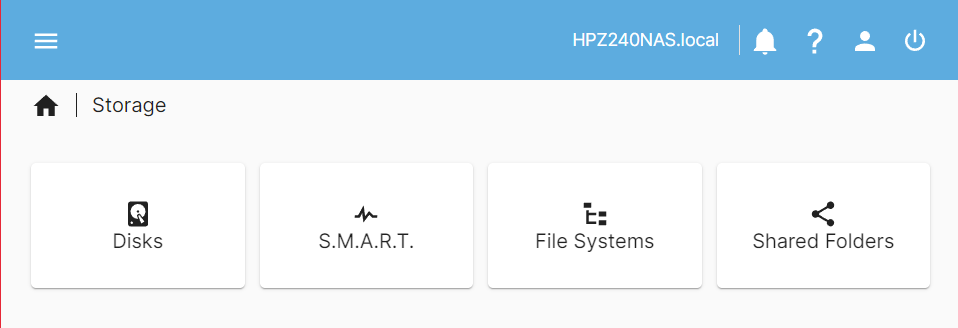 HPZ240NAS.local
Storage
Disks
S.M.A.R.T.
File Systems
Shared Folders